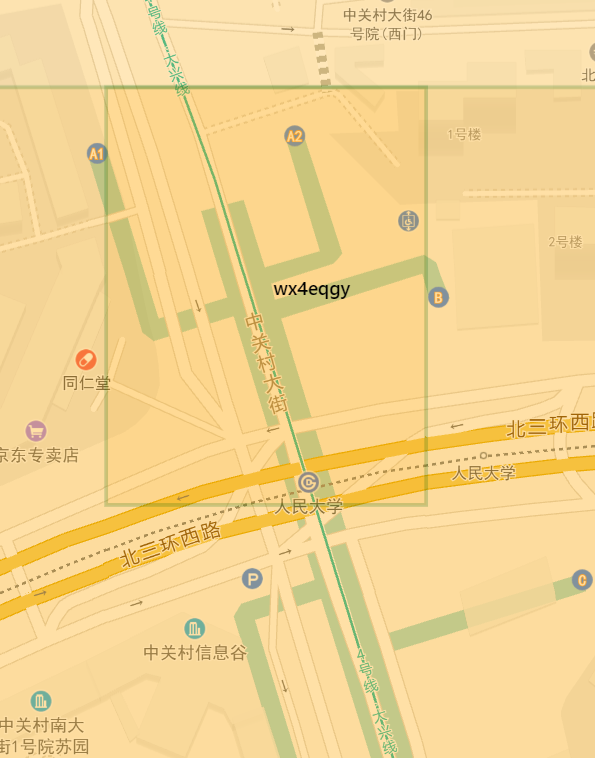 4号线·大兴线
中关村大街46
号院(西门)
北
A1
A2
1号楼
2号楼
wx4eqgy
B
中关村大街
同仁堂
京东专卖店
北三环西路
人民大学
人民大学
北三环西路
P
C
中关村信息谷
4号线·大兴线
中关村南大
街1号院苏园